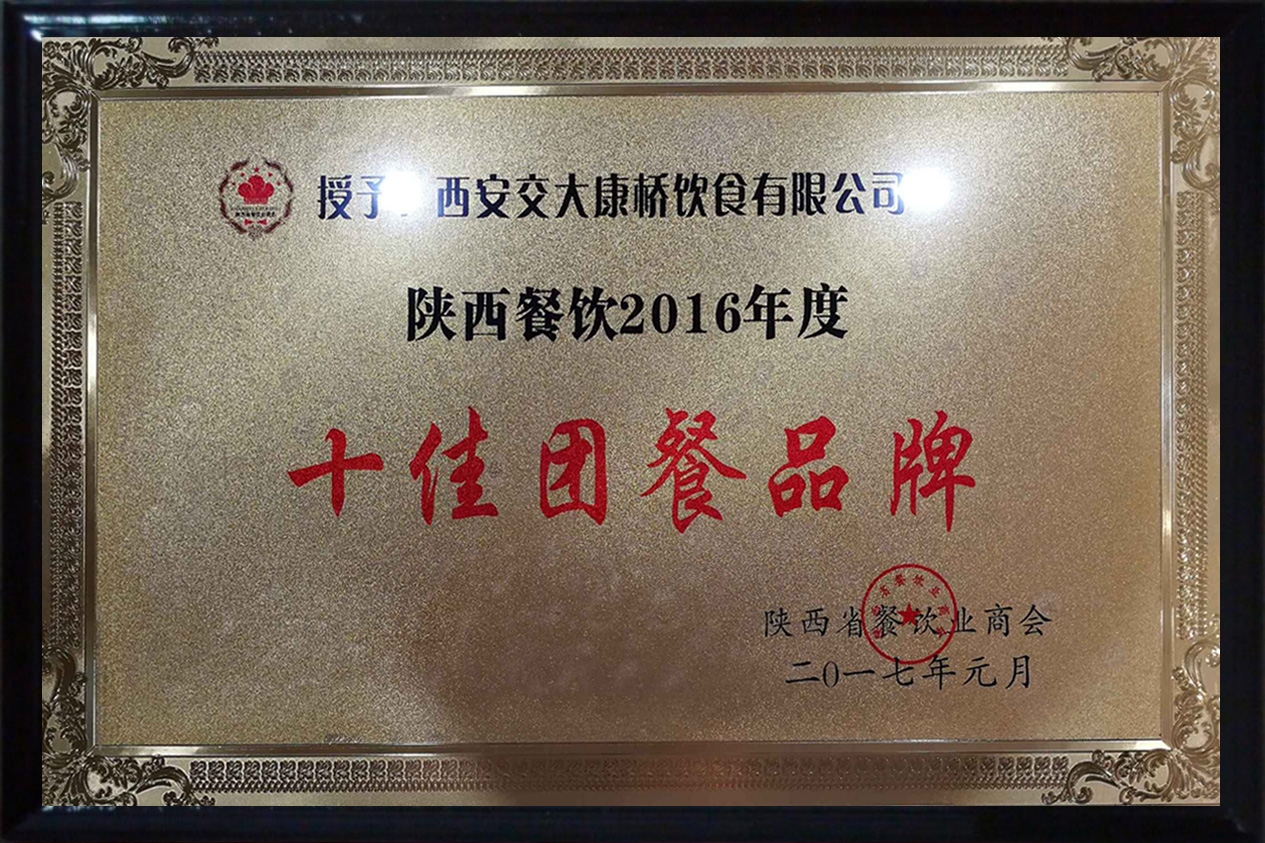 授予：西安交大康桥饮食有限公司
陕西餐饮2016年度
十佳团餐品牌
陕西省餐饮业商会
二〇一七年元月